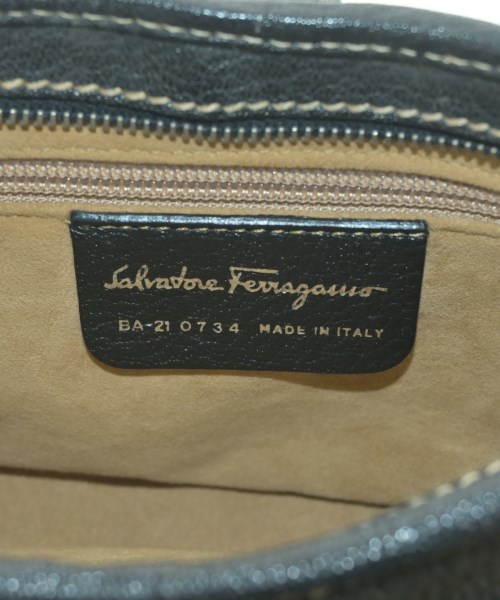 Salvatore Ferragamo
BA-21 0734 MADE IN ITALY